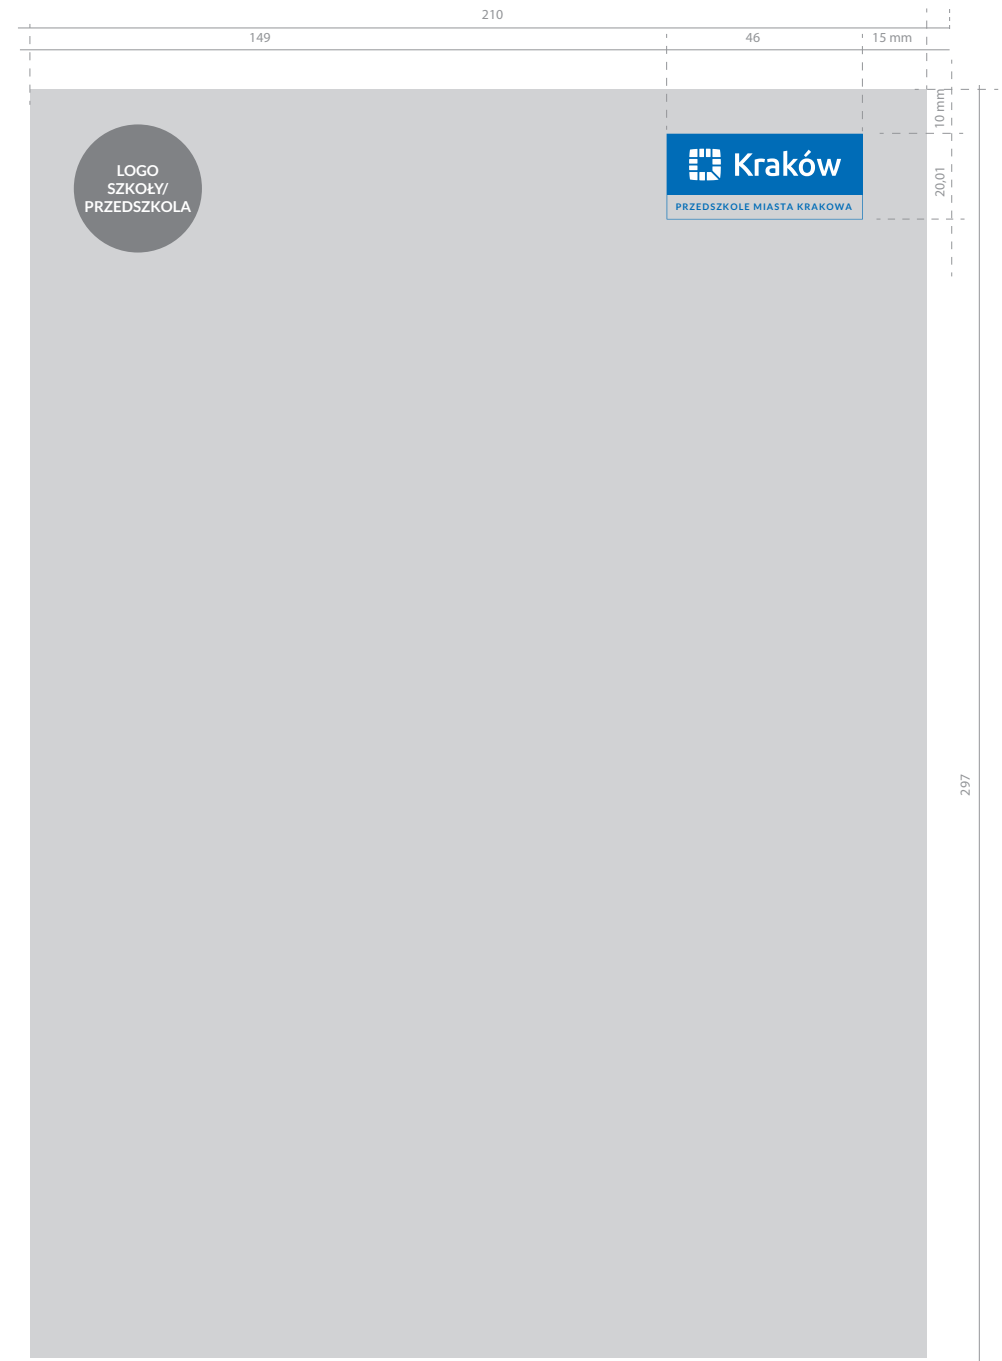 210
149
46
15 mm
10 mm
20,01
LOGO
SZKOŁY/
PRZEDSZKOLA
Kraków
PRZEDSZKOLE MIASTA KRAKOWA
297